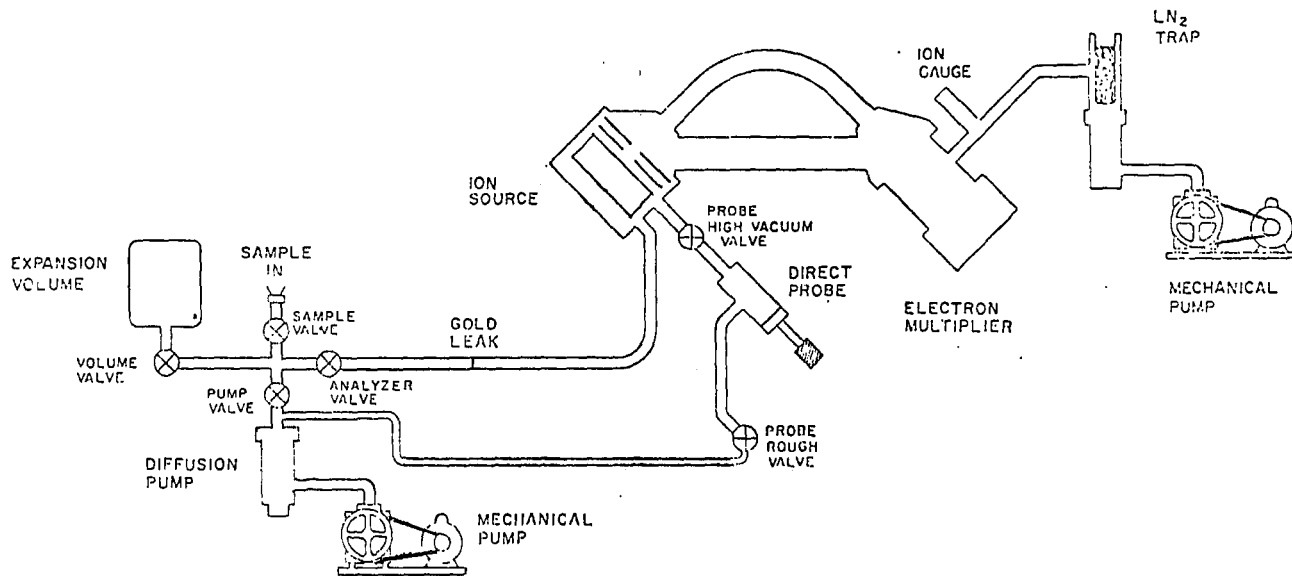 LN₂
TRAP
ION
GAUGE
ION
SOURCE
PROBE
HIGH VACUUM
VALVE
DIRECT
PROBE
ELECTRON
MULTIPLIER
MECHANICAL
PUMP
EXPANSION
VOLUME
SAMPLE
IN
SAMPLE
VALVE
GOLD
LEAK
VOLUME
VALVE
PUMP
VALVE
ANALYZER
VALVE
PROBE
ROUGH
VALVE
DIFFUSION
PUMP
MECHANICAL
PUMP